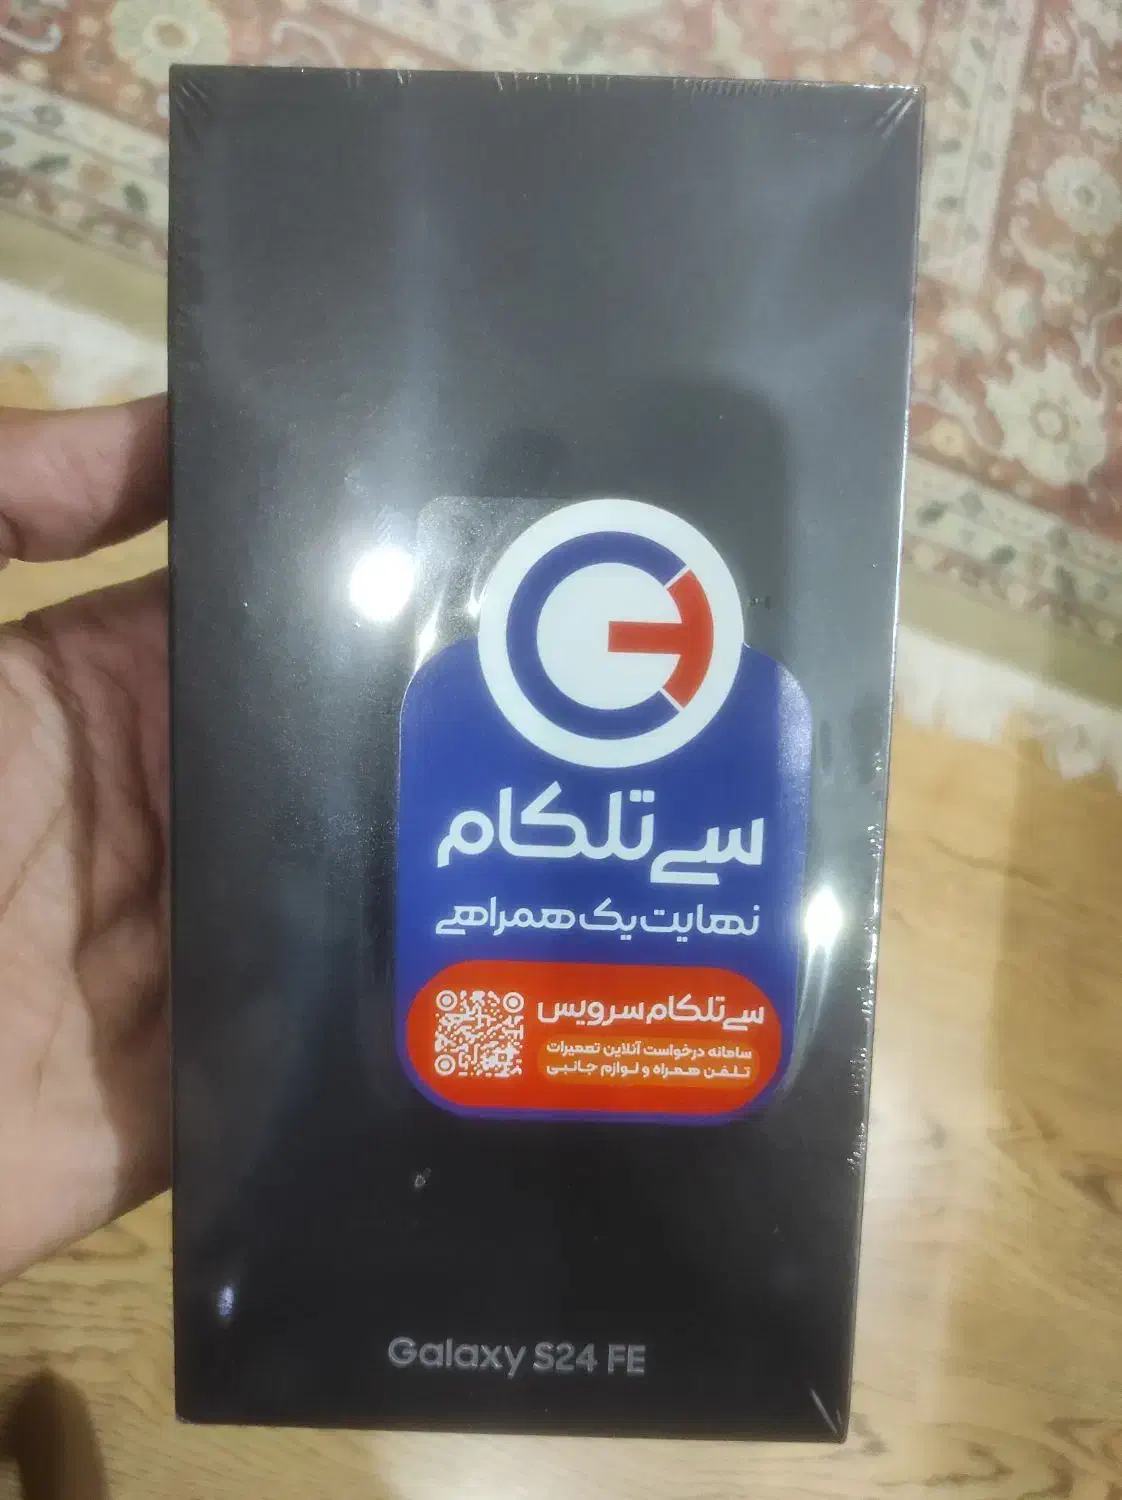 سی‌تلکام
نهایت یک همراهی
سی‌تلکام سرویس
سامانه درخواست آنلاین تعمیرات
تلفن همراه و لوازم جانبی
Galaxy S24 FE